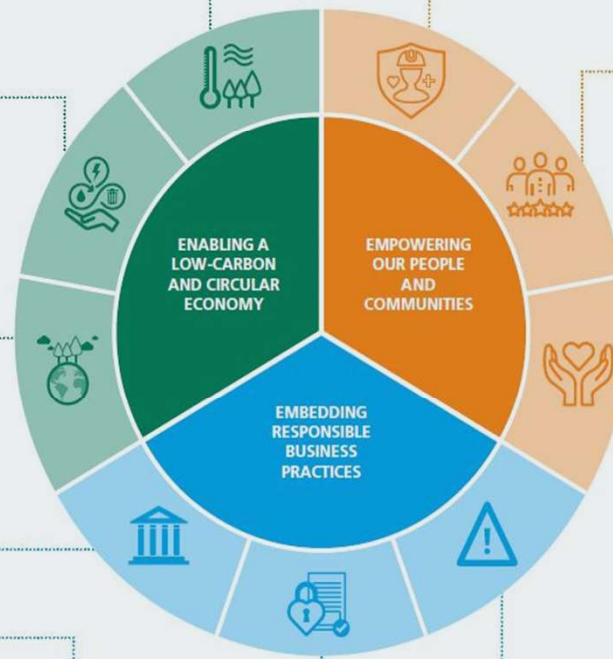 ENABLING A
LOW-CARBON
AND CIRCULAR
ECONOMY
EMPOWERING
OUR PEOPLE
AND
COMMUNITIES
EMBEDDING
RESPONSIBLE
BUSINESS
PRACTICES